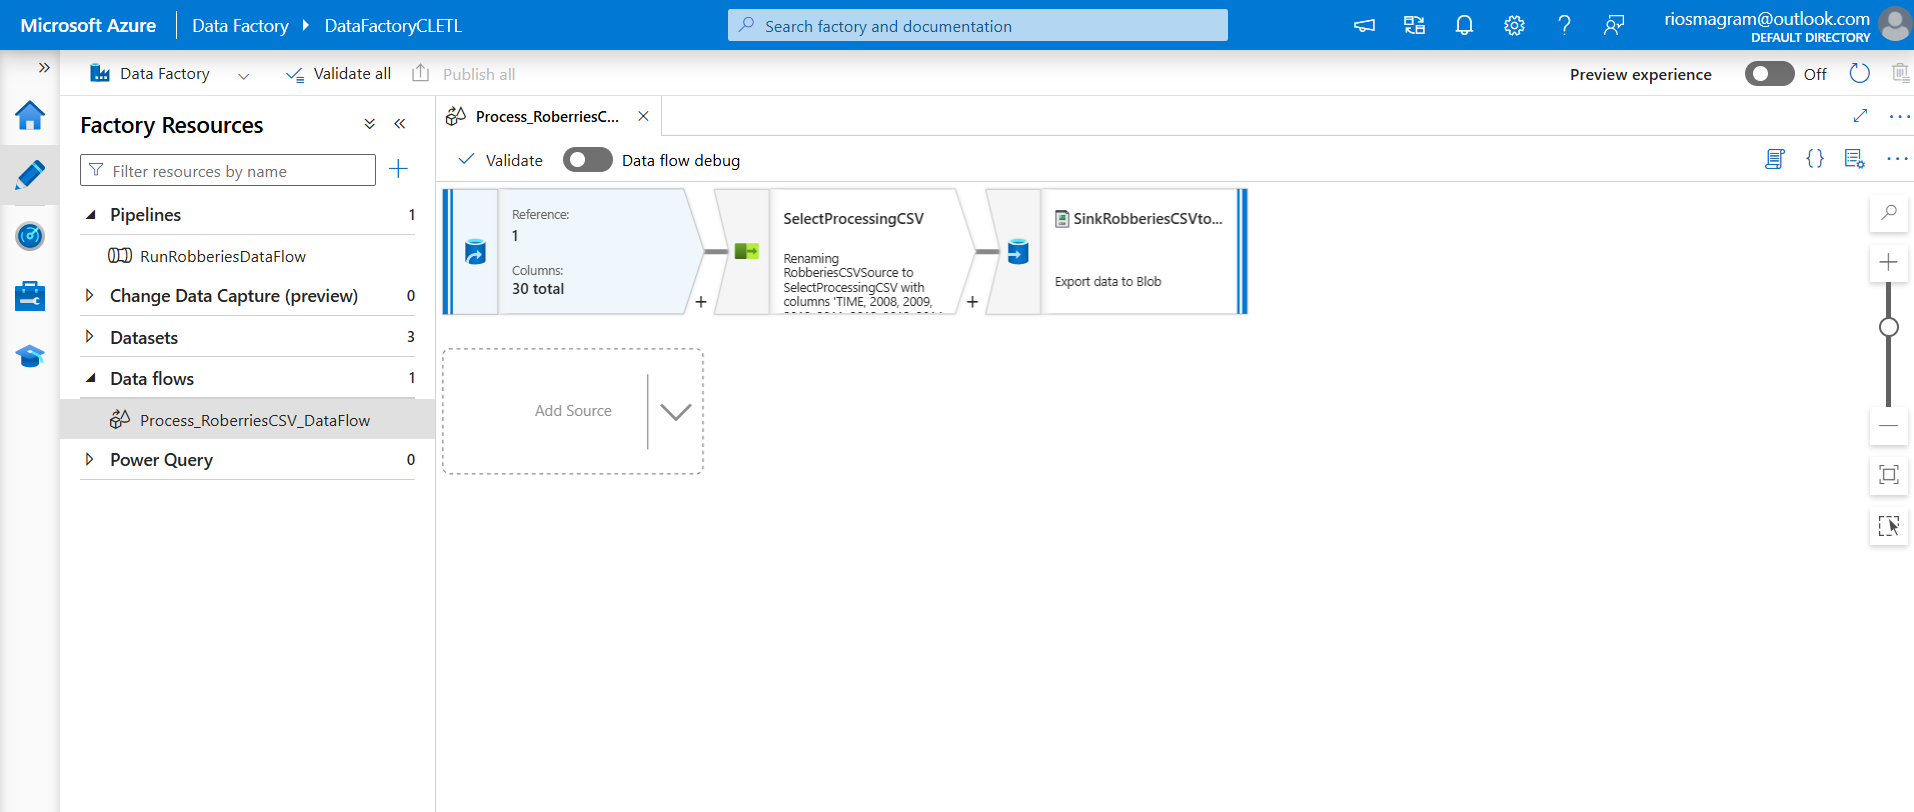 Microsoft Azure
Data Factory
DataFactoryCLETL
Search factory and documentation
riosmagram@outlook.com
DEFAULT DIRECTORY
Data Factory
Validate all
Publish all
Preview experience
Off
Factory Resources
Filter resources by name
Pipelines 1
RunRobberiesDataFlow
Change Data Capture (preview) 0
Datasets 3
Data flows 1
Process_RoberriesCSV_DataFlow
Power Query 0
Process_RoberriesC...
Validate
Data flow debug
Reference:
1
Columns:
30 total
+
SelectProcessingCSV
Renaming
RobberiesCSVSource to
SelectProcessingCSV with
columns 'TIME, 2008, 2009,
+
SinkRobberiesCSVto...
Export data to Blob
Add Source